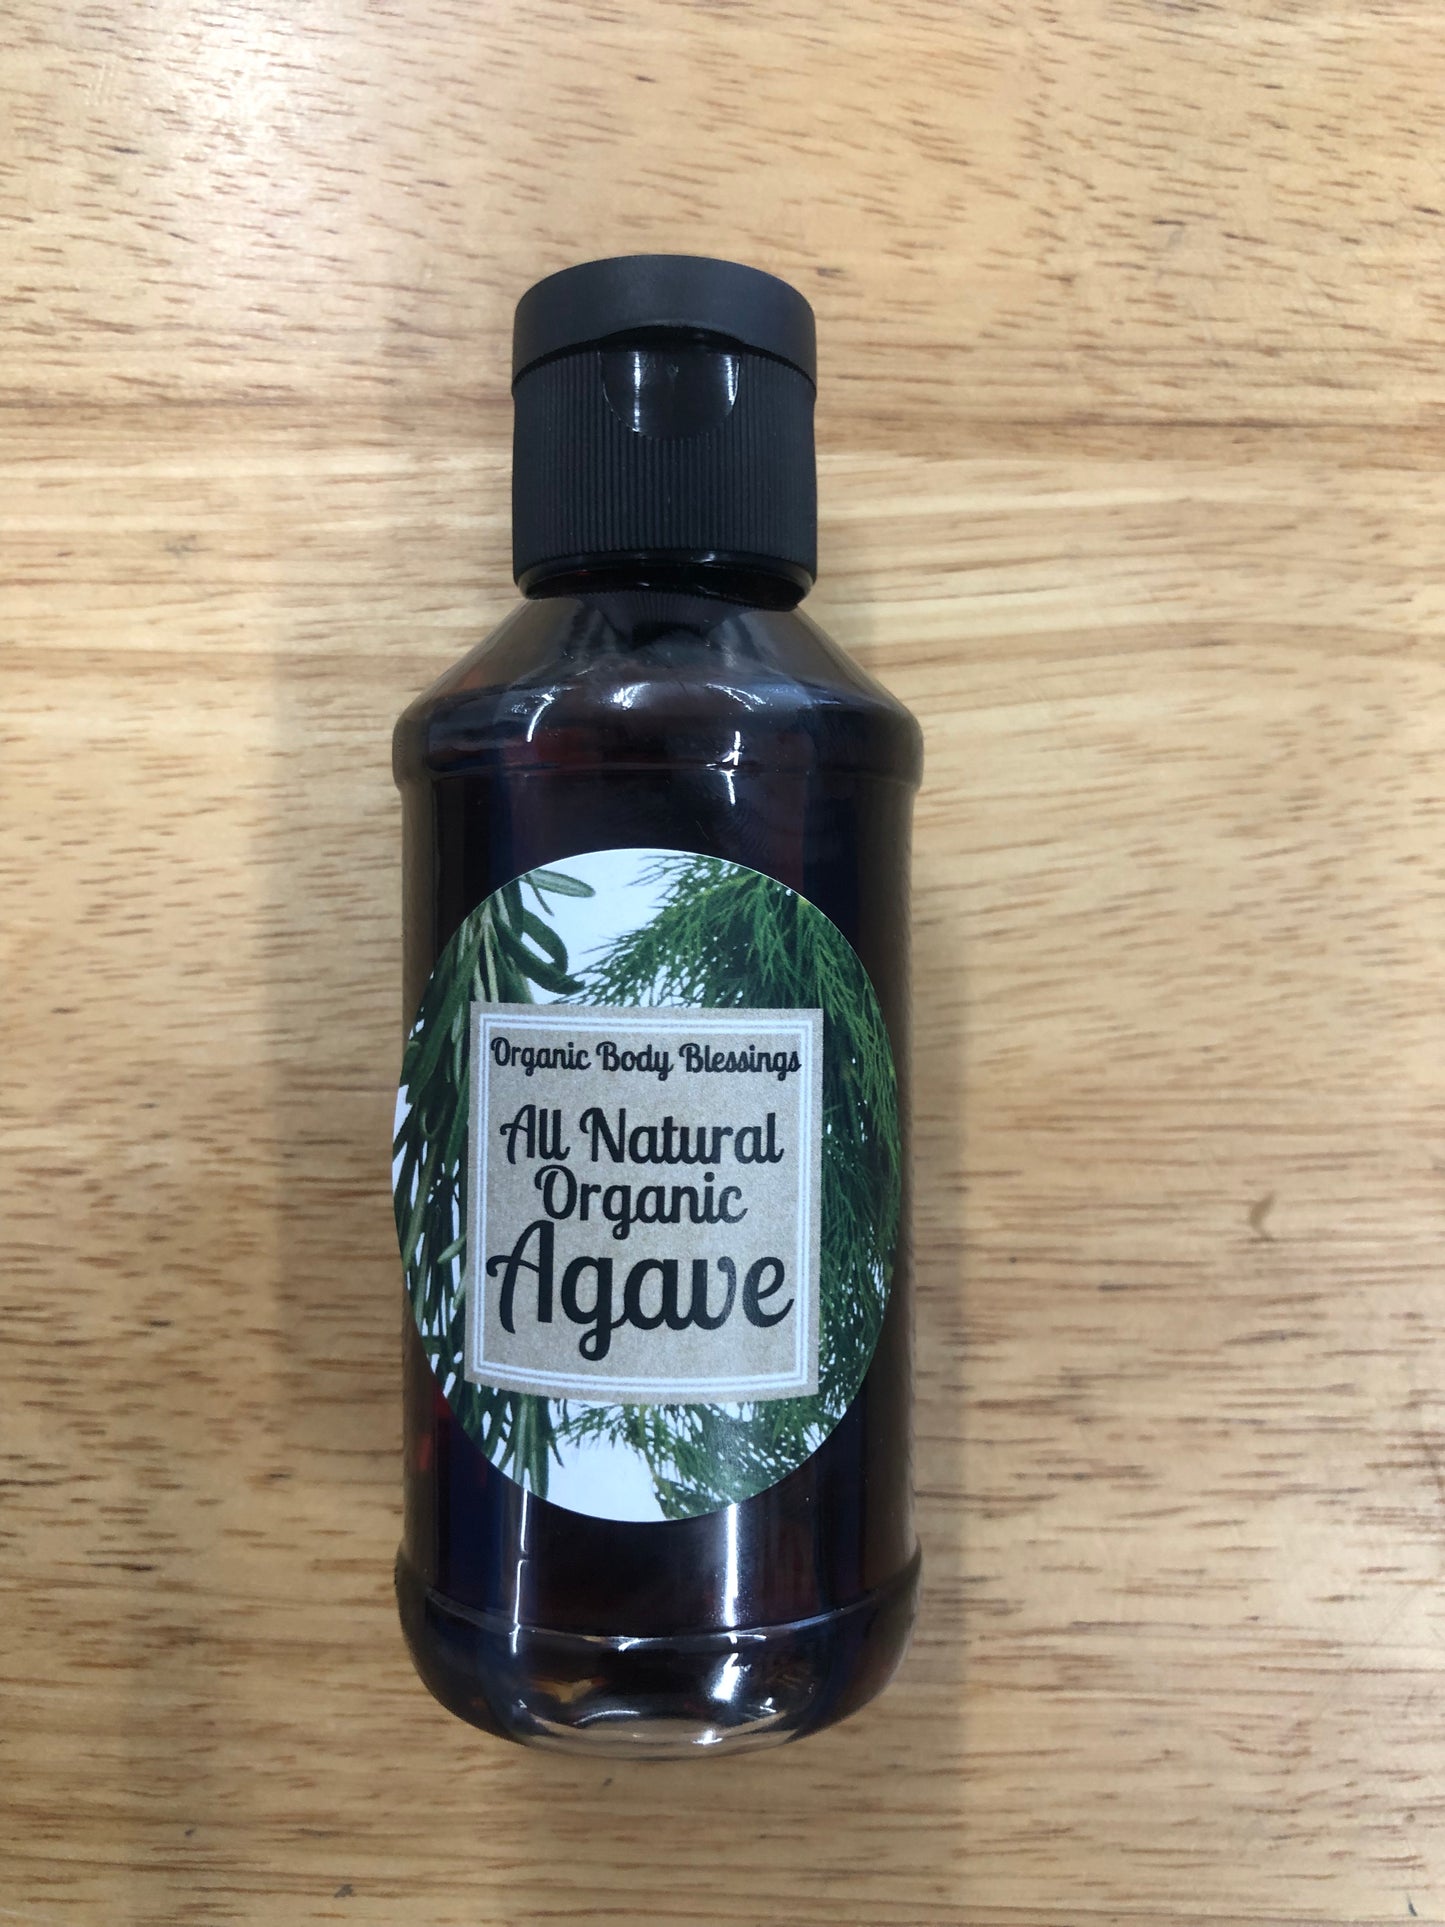 Organic Body Blessings
All Natural
Organic
Agave